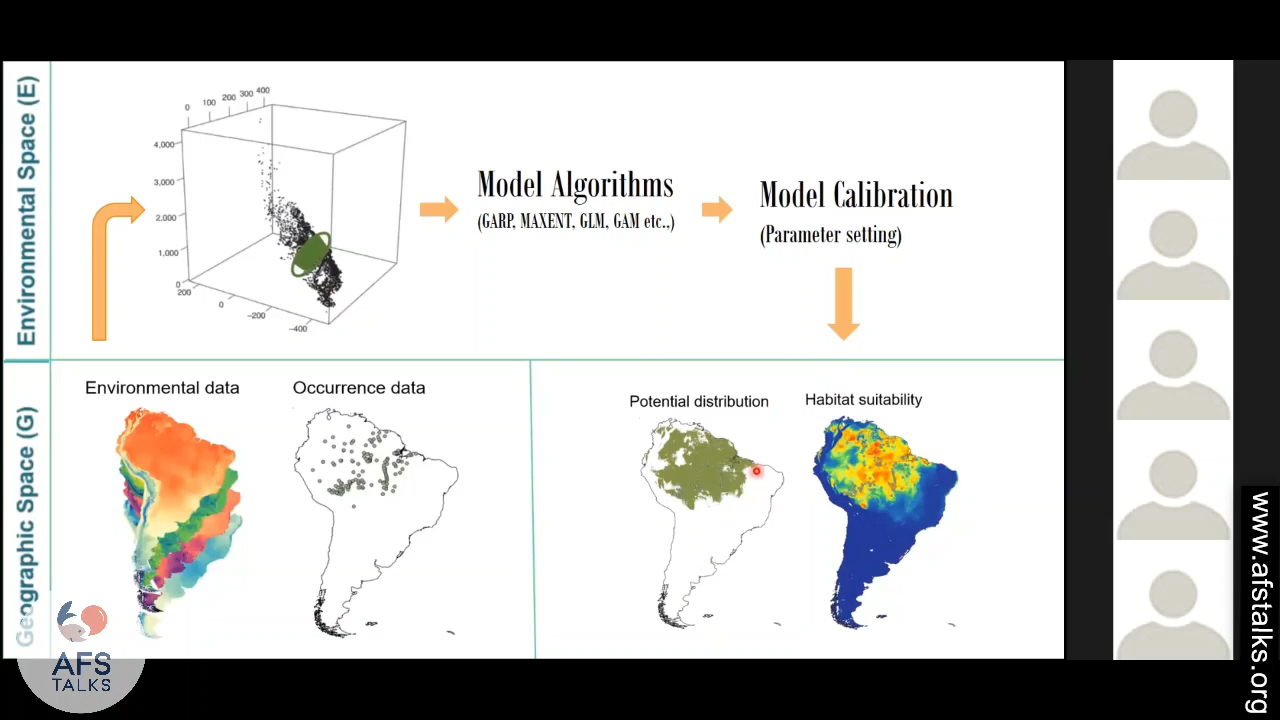 Environmental Space (E)
0 100 200 300 400
4,000
3,000
2,000
1,000
0
200
0
−200
−400
Model Algorithms
(GARP, MAXENT, GLM, GAM etc.,)
Model Calibration
(Parameter setting)
Geographic Space (G)
Environmental data
Occurrence data
Potential distribution
Habitat suitability
AFS
TALKS
www.afstalks.org